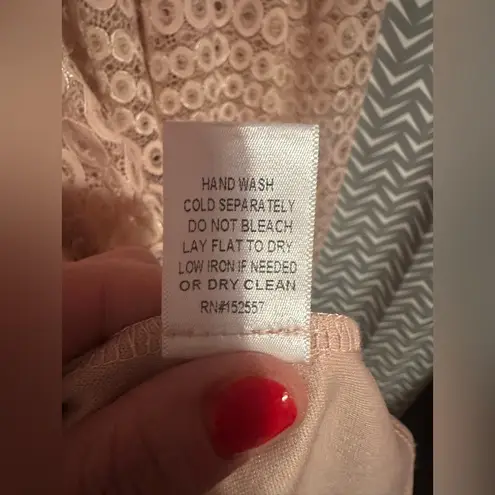 HAND WASH
COLD SEPARATELY
DO NOT BLEACH
LAY FLAT TO DRY
LOW IRON IF NEEDED
OR DRY CLEAN
RN#152557